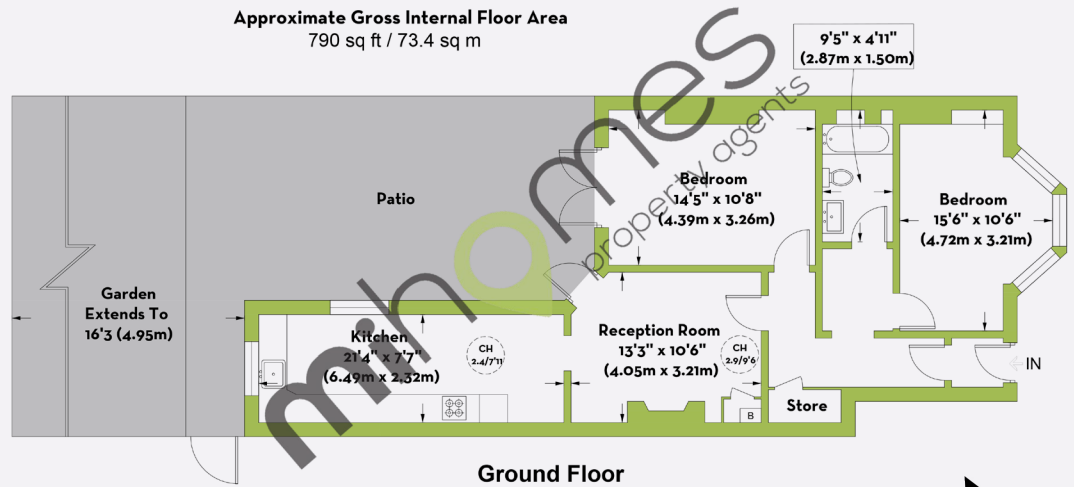 Approximate Gross Internal Floor Area
790 sq ft / 73.4 sq m
9'5" x 4'11"
(2.87m x 1.50m)
mihomes
property agents
Patio
Bedroom
14'5" x 10'8"
(4.39m x 3.26m)
Bedroom
15'6" x 10'6"
(4.72m x 3.21m)
Garden
Extends To
16'3 (4.95m)
Kitchen
21'4" x 7'7"
(6.49m x 2.32m)
CH
2.4/7'11
Reception Room
13'3" x 10'6"
(4.05m x 3.21m)
CH
2.9/9'6
IN
Store
B
Ground Floor